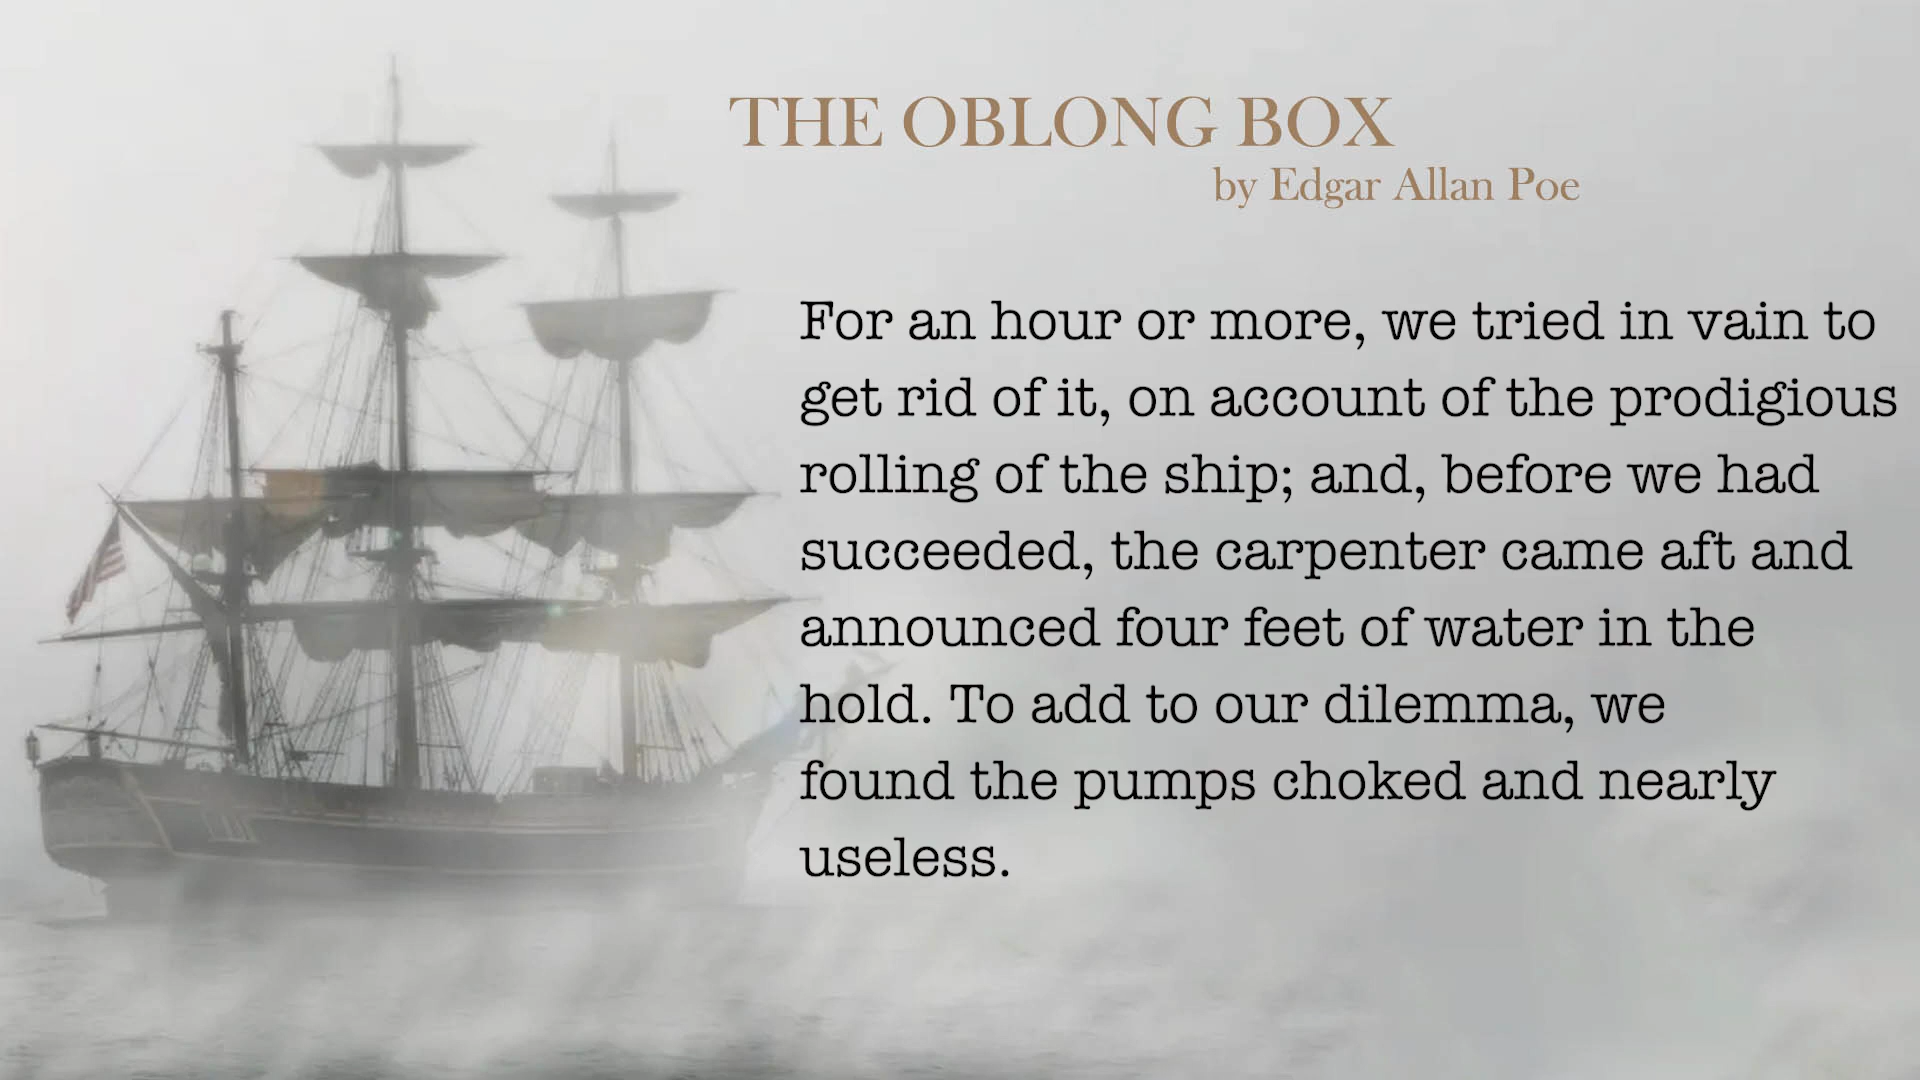 THE OBLONG BOX
by Edgar Allan Poe
For an hour or more, we tried in vain to
get rid of it, on account of the prodigious
rolling of the ship; and, before we had
succeeded, the carpenter came aft and
announced four feet of water in the
hold. To add to our dilemma, we
found the pumps choked and nearly
useless.